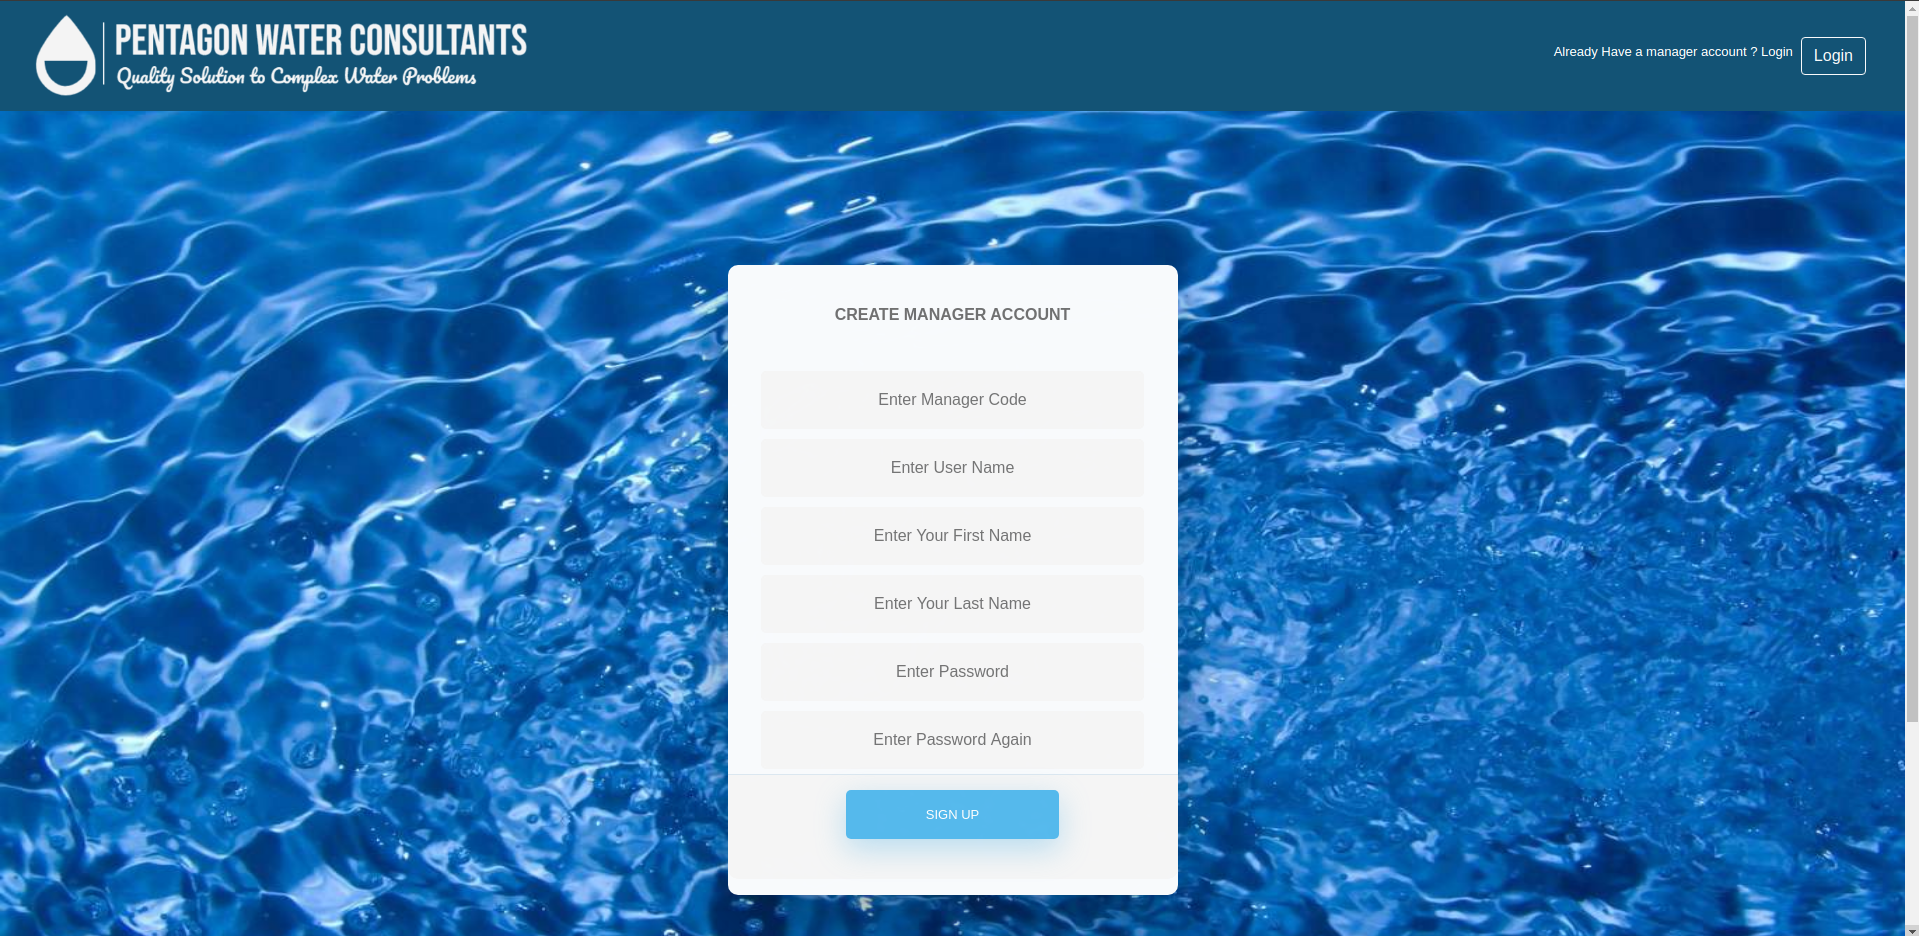 PENTAGON WATER CONSULTANTS
Quality Solution to Complex Water Problems
Already Have a manager account ? Login
Login
CREATE MANAGER ACCOUNT
Enter Manager Code
Enter User Name
Enter Your First Name
Enter Your Last Name
Enter Password
Enter Password Again
SIGN UP